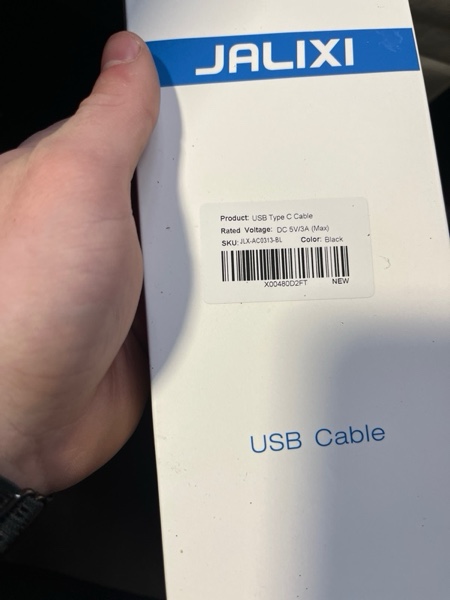 JALIXI
Product: USB Type C Cable
Rated Voltage: DC 5V/3A (Max)
SKU: JLX-AC0313-BL Color: Black
X00480D2FT NEW
USB Cable